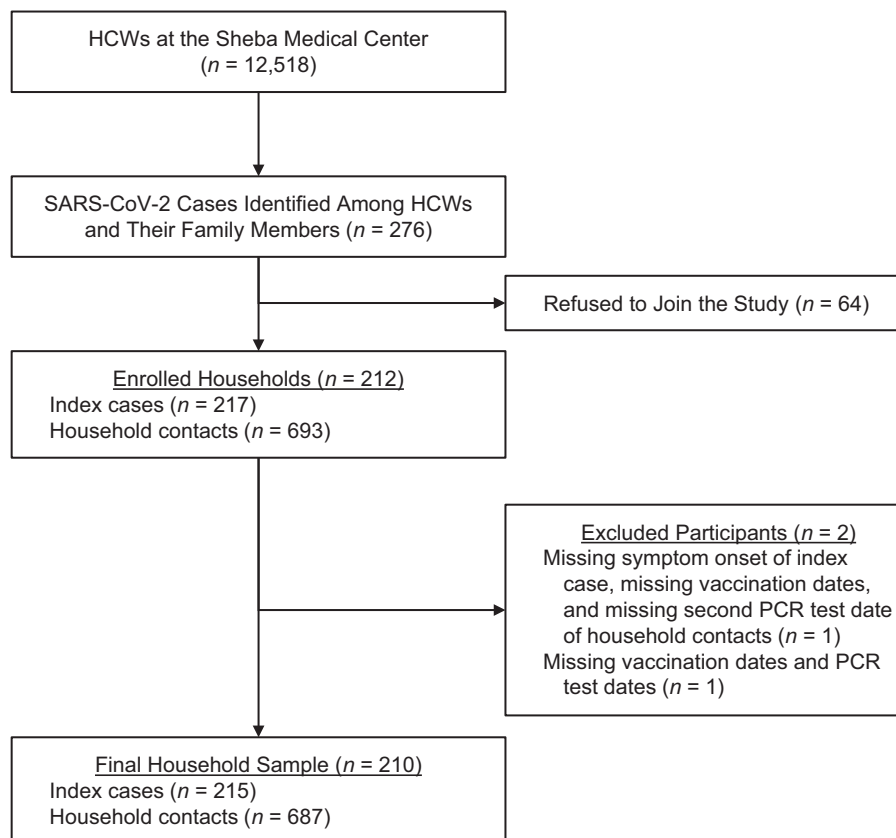 HCWs at the Sheba Medical Center
(n = 12,518)
SARS-CoV-2 Cases Identified Among HCWs
and Their Family Members (n = 276)
Refused to Join the Study (n = 64)
Enrolled Households (n = 212)
Index cases (n = 217)
Household contacts (n = 693)
Excluded Participants (n = 2)
Missing symptom onset of index
case, missing vaccination dates,
and missing second PCR test date
of household contacts (n = 1)
Missing vaccination dates and PCR
test dates (n = 1)
Final Household Sample (n = 210)
Index cases (n = 215)
Household contacts (n = 687)